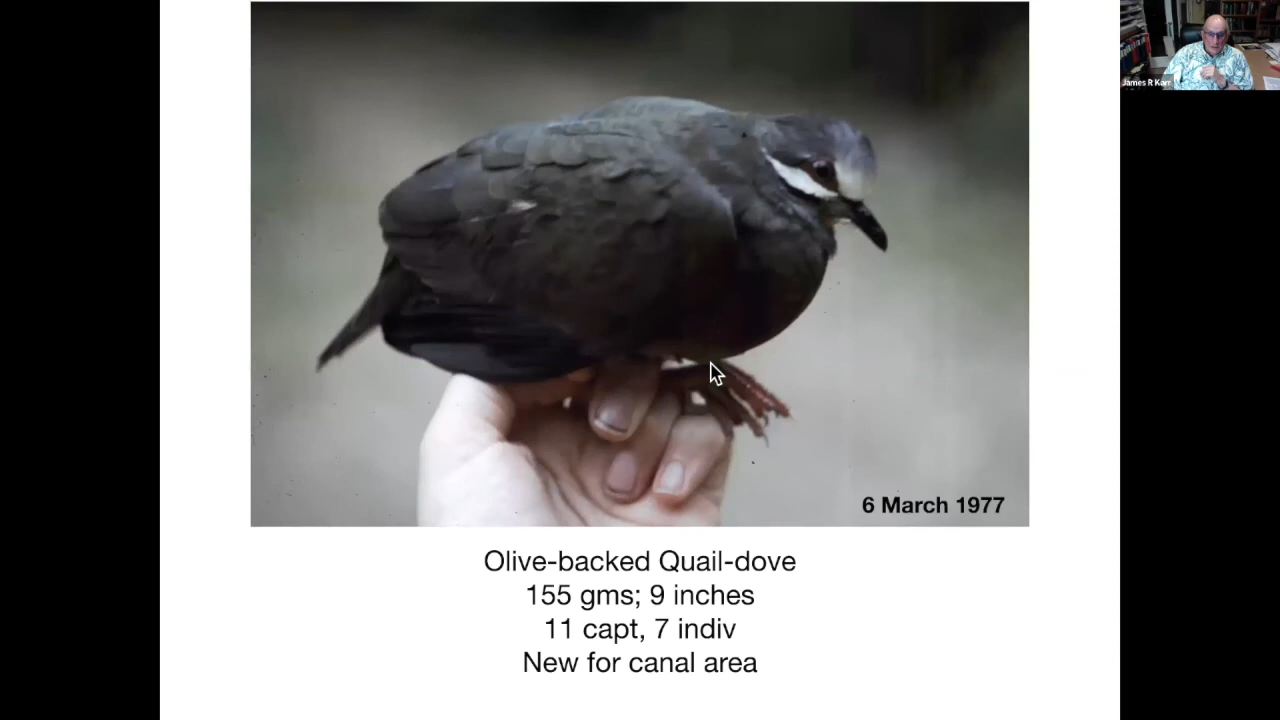 James R Karr
6 March 1977
Olive-backed Quail-dove
155 gms; 9 inches
11 capt, 7 indiv
New for canal area